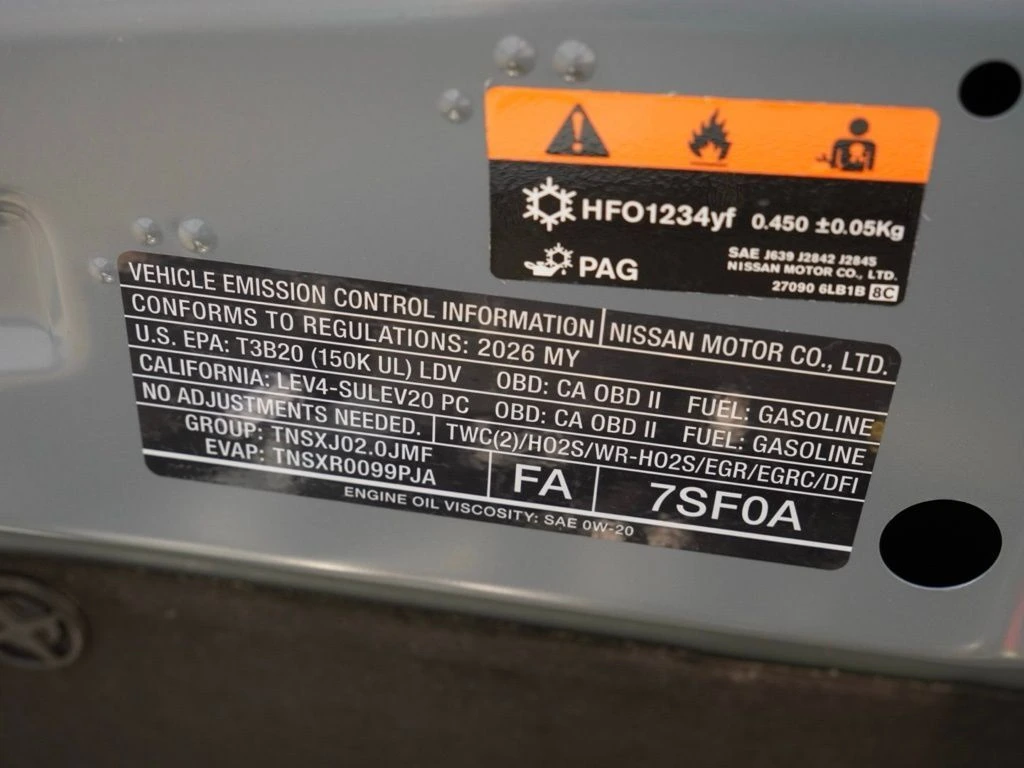 HFO1234yf 0.450 ±0.05Kg
PAG
SAE J639 J2842 J2845
NISSAN MOTOR CO., LTD.
27090 6LB1B 8C
VEHICLE EMISSION CONTROL INFORMATION NISSAN MOTOR CO., LTD.
CONFORMS TO REGULATIONS: 2026 MY
U.S. EPA: T3B20 (150K UL) LDV OBD: CA OBD II FUEL: GASOLINE
CALIFORNIA: LEV4-SULEV20 PC OBD: CA OBD II FUEL: GASOLINE
NO ADJUSTMENTS NEEDED. TWC(2)/HO2S/WR-HO2S/EGR/EGRC/DFI
GROUP: TNSXJ02.0JMF
EVAP: TNSXR0099PJA
FA 7SF0A
ENGINE OIL VISCOSITY: SAE 0W-20